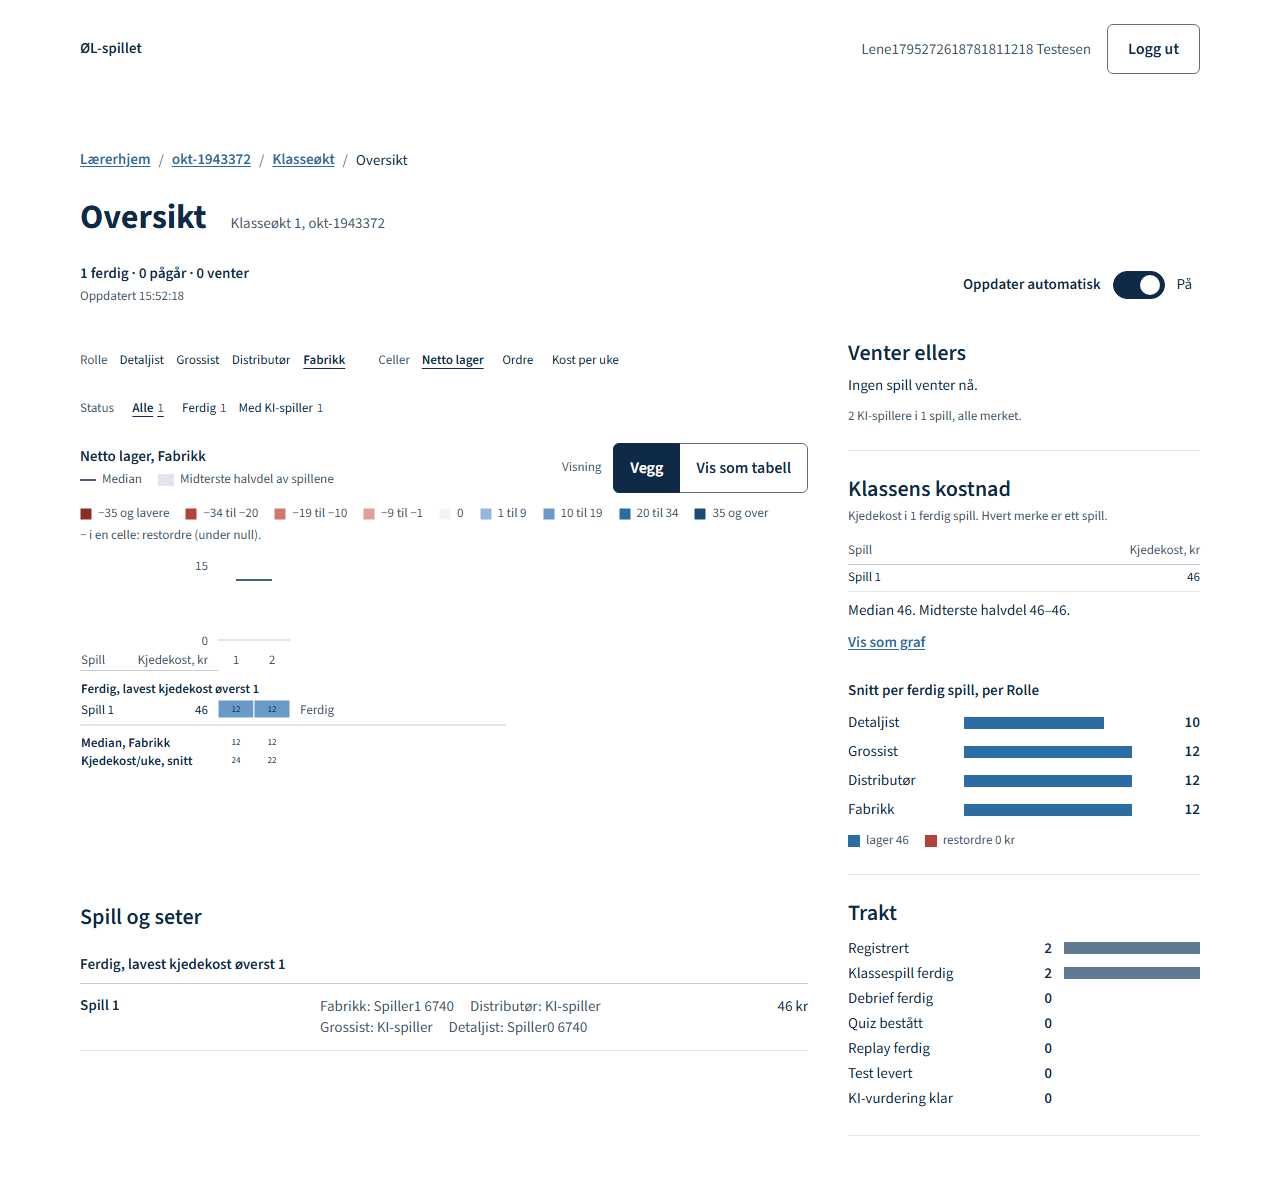 ØL-spillet
Lene1795272618781811218 Testesen
Logg ut
Lærerhjem / okt-1943372 / Klasseøkt / Oversikt
Oversikt
Klasseøkt 1, okt-1943372
1 ferdig · 0 pågår · 0 venter
Oppdatert 15:52:18
Oppdater automatisk På
Rolle Detaljist Grossist Distributør Fabrikk Celler Netto lager Ordre Kost per uke
Status Alle 1 Ferdig 1 Med KI-spiller 1
Netto lager, Fabrikk
Median Midterste halvdel av spillene
Visning Vegg Vis som tabell
−35 og lavere −34 til −20 −19 til −10 −9 til −1 0 1 til 9 10 til 19 20 til 34 35 og over
− i en celle: restordre (under null).
15
0
Spill Kjedekost, kr 1 2
Ferdig, lavest kjedekost øverst 1
Spill 1 46 12 12 Ferdig
Median, Fabrikk 12 12
Kjedekost/uke, snitt 24 22
Spill og seter
Ferdig, lavest kjedekost øverst 1
Spill 1 Fabrikk: Spiller1 6740 Distributør: KI-spiller 46 kr
Grossist: KI-spiller Detaljist: Spiller0 6740
Venter ellers
Ingen spill venter nå.
2 KI-spillere i 1 spill, alle merket.
Klassens kostnad
Kjedekost i 1 ferdig spill. Hvert merke er ett spill.
Spill Kjedekost, kr
Spill 1 46
Median 46. Midterste halvdel 46–46.
Vis som graf
Snitt per ferdig spill, per Rolle
Detaljist 10
Grossist 12
Distributør 12
Fabrikk 12
lager 46 restordre 0 kr
Trakt
Registrert 2
Klassespill ferdig 2
Debrief ferdig 0
Quiz bestått 0
Replay ferdig 0
Test levert 0
KI-vurdering klar 0